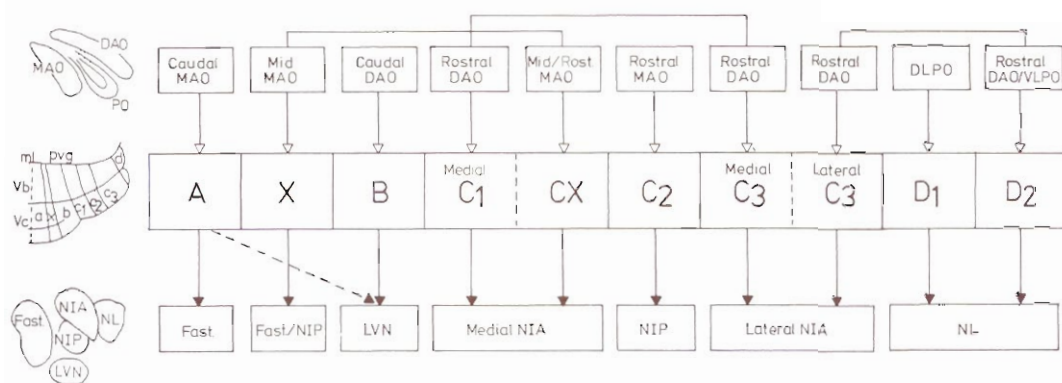 DAO
MAO
PO
Caudal
MAO
Mid
MAO
Caudal
DAO
Rostral
DAO
Mid/Rost.
MAO
Rostral
MAO
Rostral
DAO
Rostral
DAO
DLPO
Rostral
DAO/VLPO
ml pvg
d
Vb
Vc a x b c1 c2 c3
A
X
B
Medial
C1
CX
C2
Medial
C3
Lateral
C3
D1
D2
Fast.
NIA
NL
NIP
LVN
Fast.
Fast/NIP
LVN
Medial NIA
NIP
Lateral NIA
NL